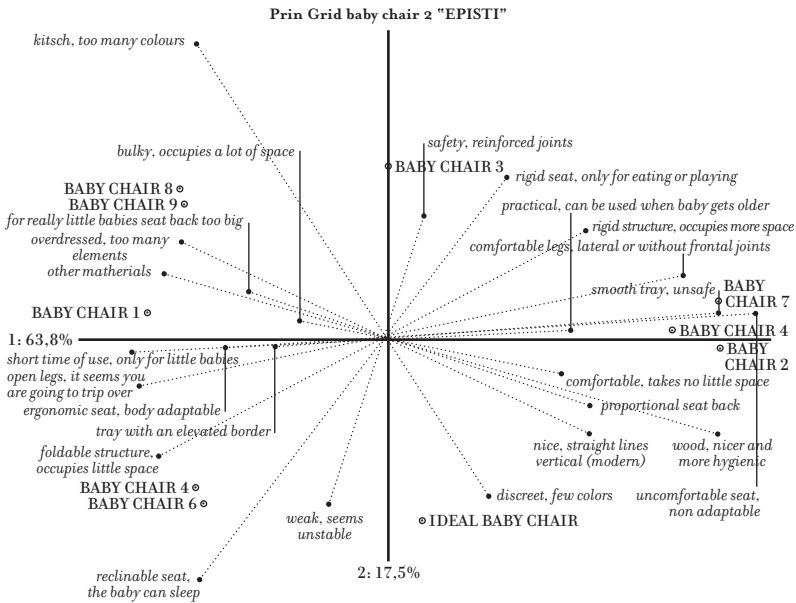 Prin Grid baby chair 2 "EPISTI"
kitsch, too many colours
bulky, occupies a lot of space
safety, reinforced joints
BABY CHAIR 3
rigid seat, only for eating or playing
BABY CHAIR 8
BABY CHAIR 9
practical, can be used when baby gets older
for really little babies seat back too big
rigid structure, occupies more space
overdressed, too many
elements
comfortable legs, lateral or without frontal joints
other matherials
smooth tray, unsafe
BABY
CHAIR 7
BABY CHAIR 1
BABY CHAIR 4
1: 63,8%
BABY
CHAIR 2
short time of use, only for little babies
open legs, it seems you
are going to trip over
comfortable, takes no little space
ergonomic seat, body adaptable
proportional seat back
tray with an elevated border
foldable structure,
occupies little space
nice, straight lines
vertical (modern)
wood, nicer and
more hygienic
BABY CHAIR 4
BABY CHAIR 6
discreet, few colors
uncomfortable seat,
non adaptable
weak, seems
unstable
IDEAL BABY CHAIR
2: 17,5%
reclinable seat,
the baby can sleep